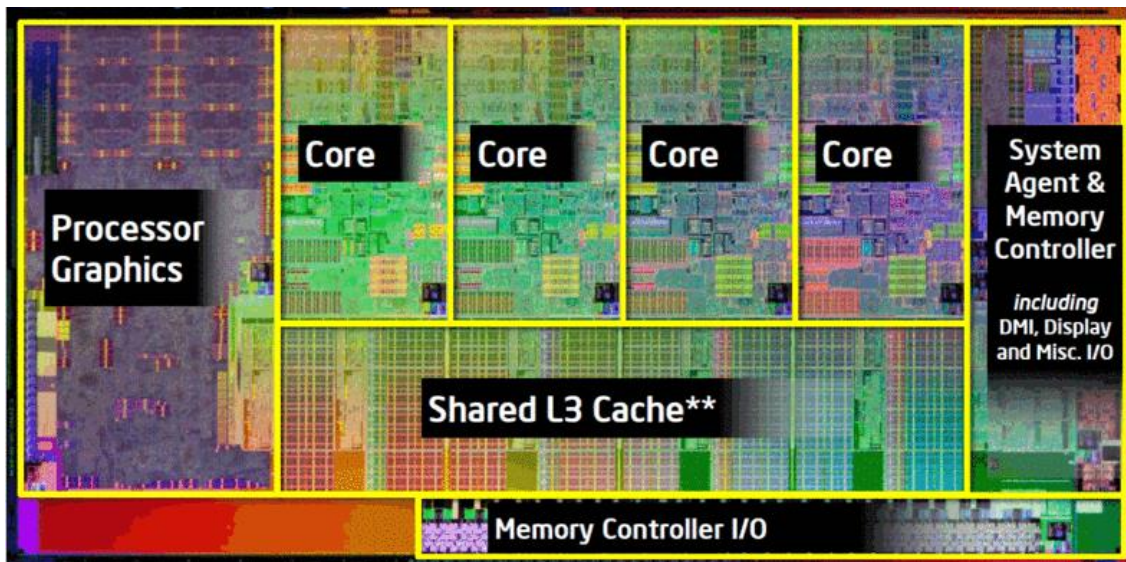 Processor
Graphics
Core
Core
Core
Core
System
Agent &
Memory
Controller
including
DMI, Display
and Misc. I/O
Shared L3 Cache**
Memory Controller I/O